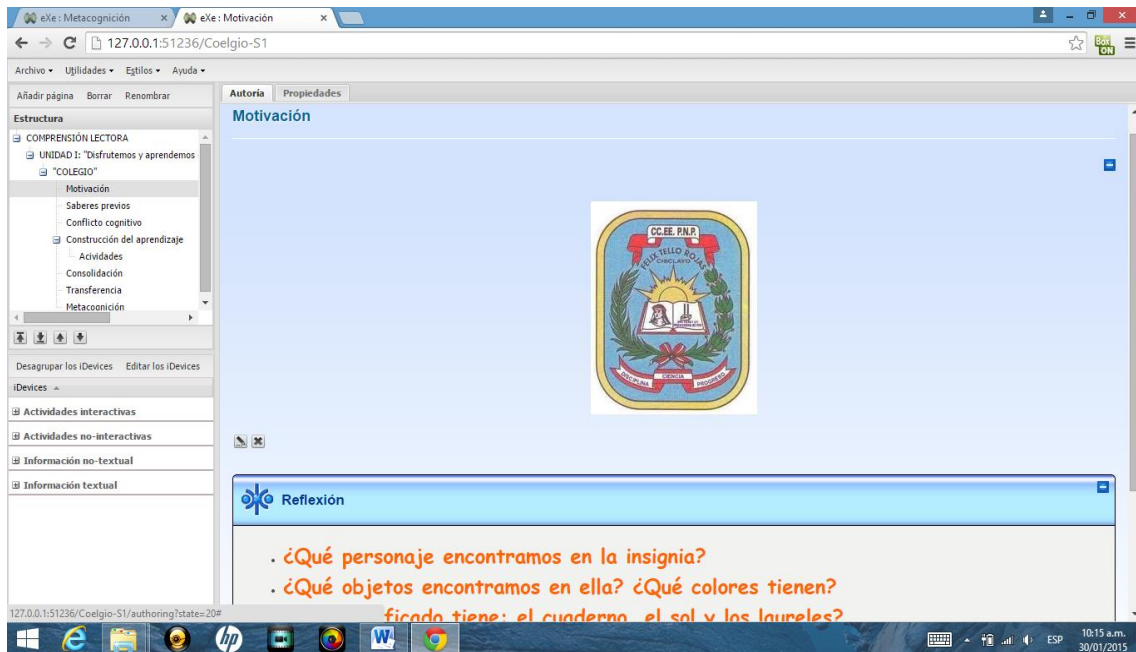 eXe : Metacognición
eXe : Motivación
127.0.0.1:51236/Coelgio-S1
Archivo Utilidades Estilos Ayuda
Añadir página Borrar Renombrar
Estructura
COMPRENSIÓN LECTORA
UNIDAD I: "Disfrutemos y aprendemos
"COLEGIO"
Motivación
Saberes previos
Conflicto cognitivo
Construcción del aprendizaje
Acividades
Consolidación
Transferencia
Metacognición
Desagrupar los iDevices Editar los iDevices
iDevices
Actividades interactivas
Actividades no-interactivas
Información no-textual
Información textual
Autoría Propiedades
Motivación
CC.EE. P.N.P.
FELIX TELLO ROJAS
CHICLAYO
DISCIPLINA CIENCIA PROGRESO
Reflexión
¿Qué personaje encontramos en la insignia?
¿Qué objetos encontramos en ella? ¿Qué colores tienen?
ficado tiene: el cuaderno, el sol y los laureles?
127.0.0.1:51236/Coelgio-S1/authoring?state=20#
ESP
10:15 a.m.
30/01/2015